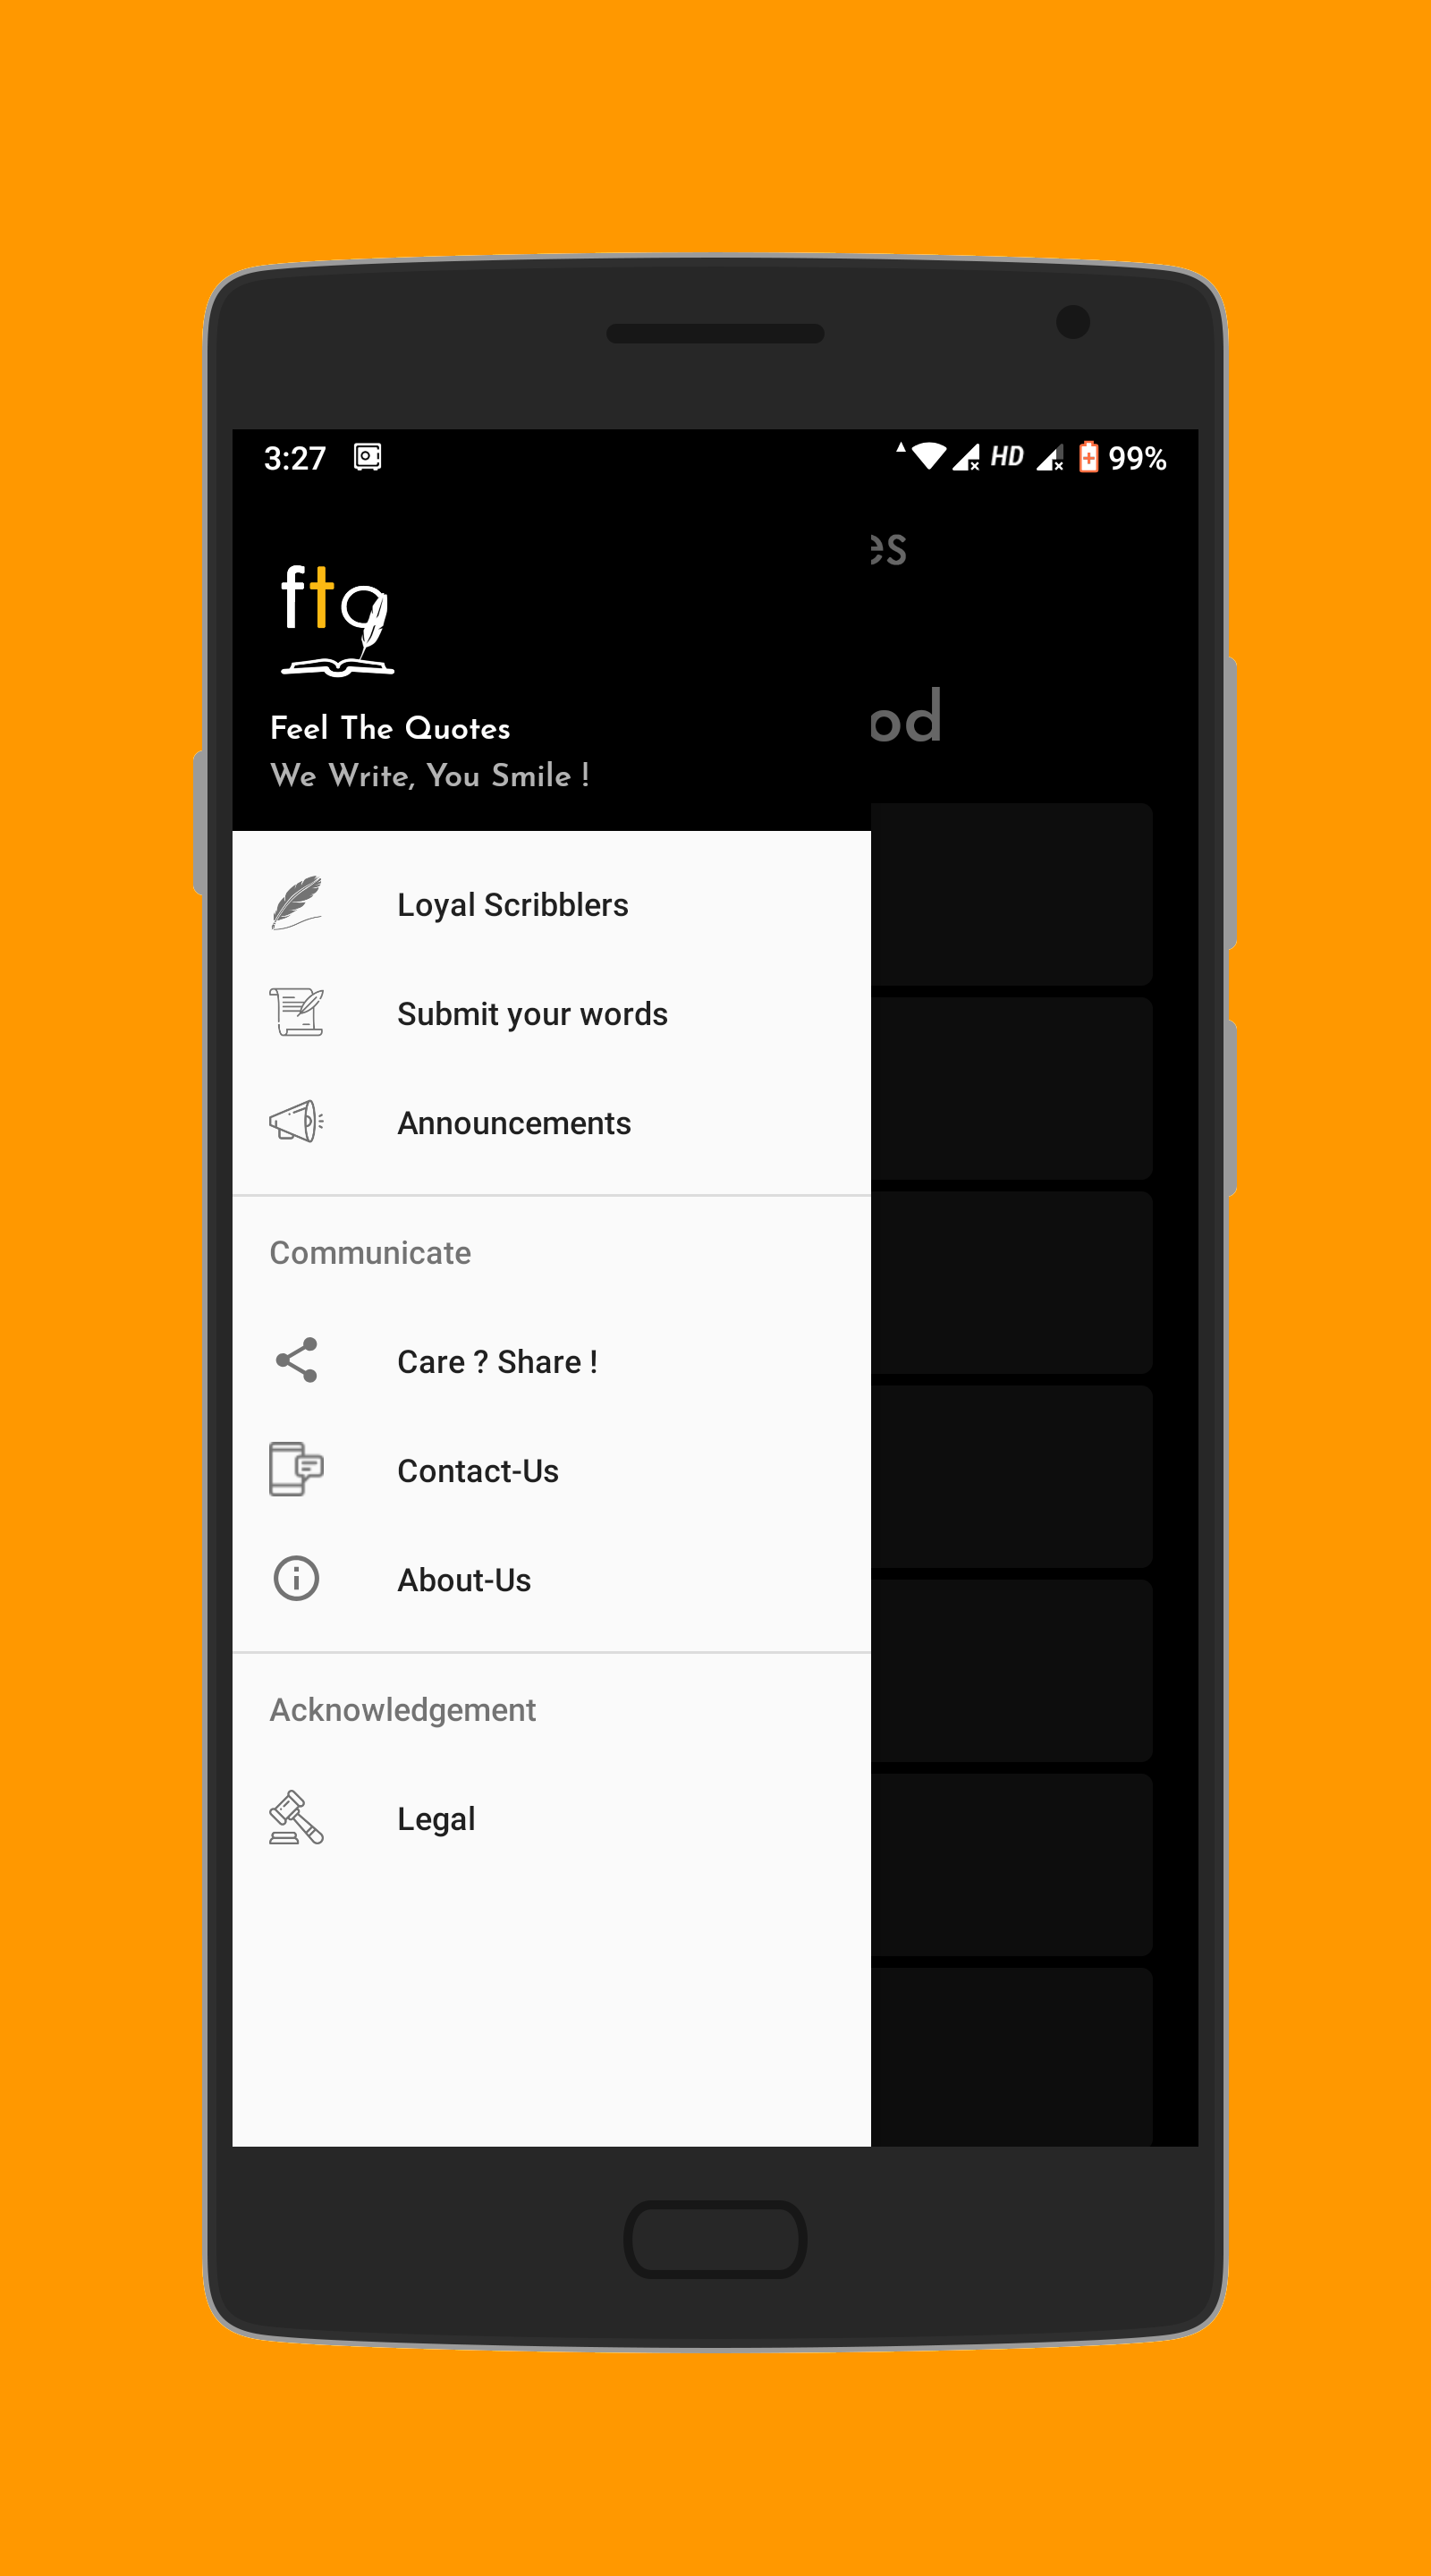 3:27 HD 99%
es
ftq
od
Feel The Quotes
We Write, You Smile !
Loyal Scribblers
Submit your words
Announcements
Communicate
Care ? Share !
Contact-Us
About-Us
Acknowledgement
Legal